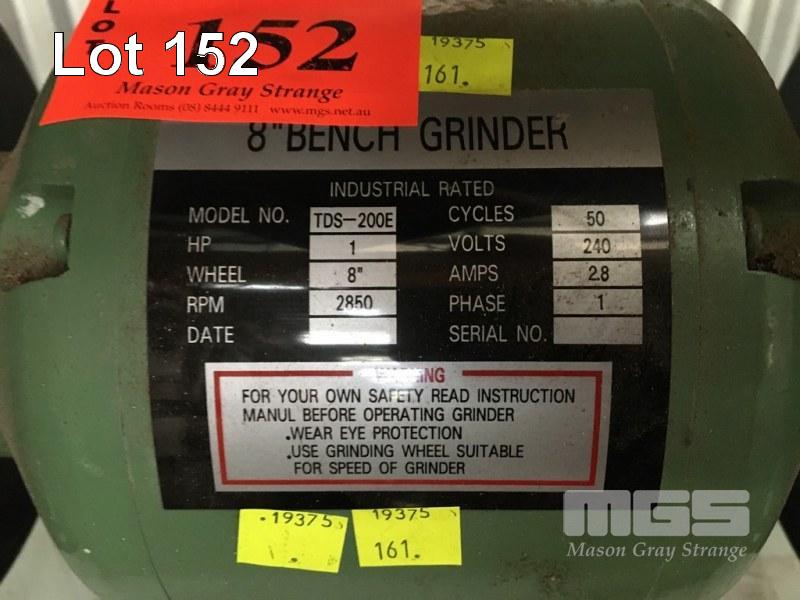 LOT
152
Lot 152
Mason Gray Strange
Auction Rooms (08) 8444 9111 www.mgs.net.au
19375
161.
8" BENCH GRINDER
INDUSTRIAL RATED
MODEL NO. TDS-200E CYCLES 50
HP 1 VOLTS 240
WHEEL 8" AMPS 2.8
RPM 2850 PHASE 1
DATE SERIAL NO.
WARNING
FOR YOUR OWN SAFETY READ INSTRUCTION
MANUL BEFORE OPERATING GRINDER
.WEAR EYE PROTECTION
.USE GRINDING WHEEL SUITABLE
FOR SPEED OF GRINDER
19375
1.
19375
161.
MGS
Mason Gray Strange